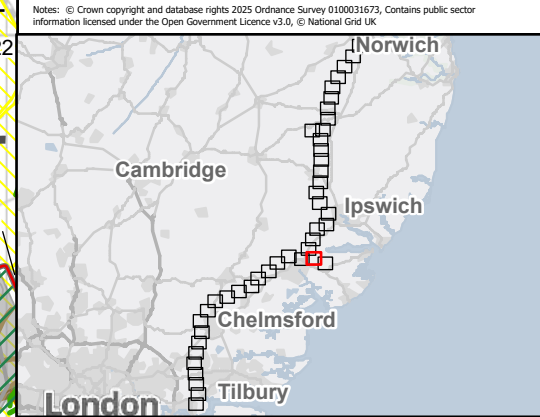 Notes: © Crown copyright and database rights 2025 Ordnance Survey 0100031673, Contains public sector
information licensed under the Open Government Licence v3.0, © National Grid UK
22
Norwich
Cambridge
Ipswich
Chelmsford
Tilbury
London